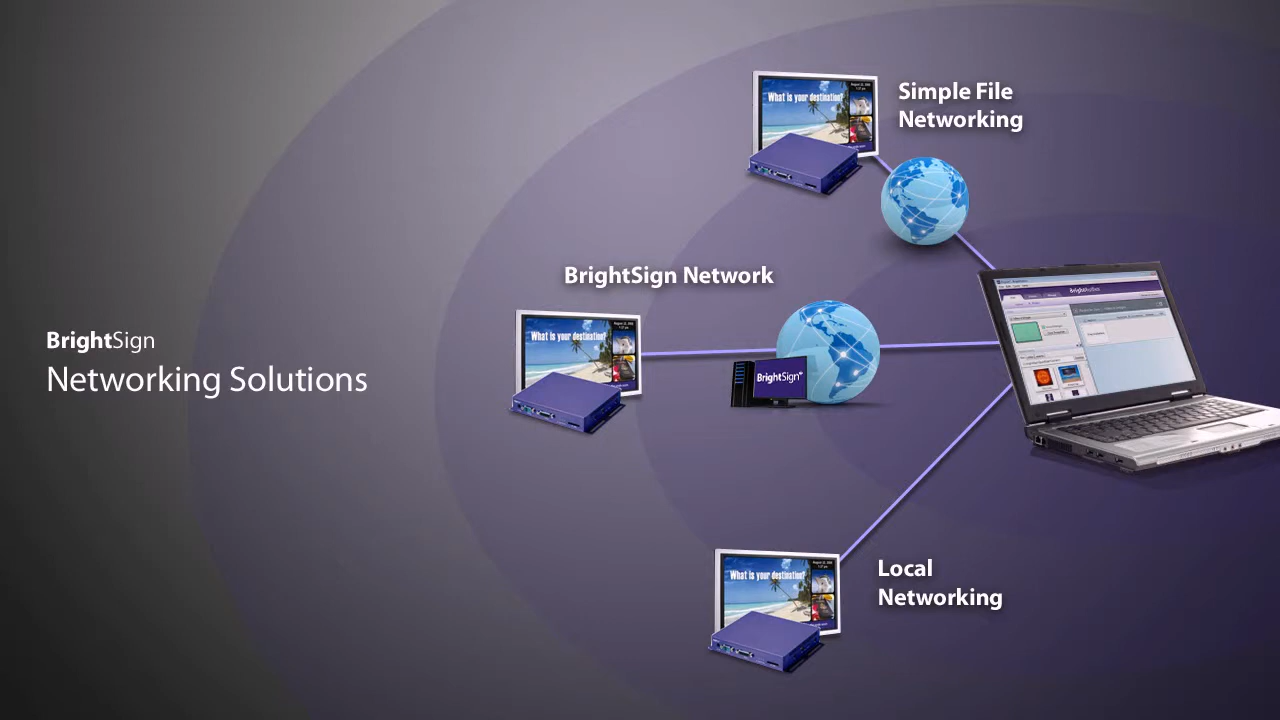 Simple File
Networking
What is your destination?
BrightSign Network
What is your destination?
BrightSign
BrightSign
Networking Solutions
Local
Networking
What is your destination?